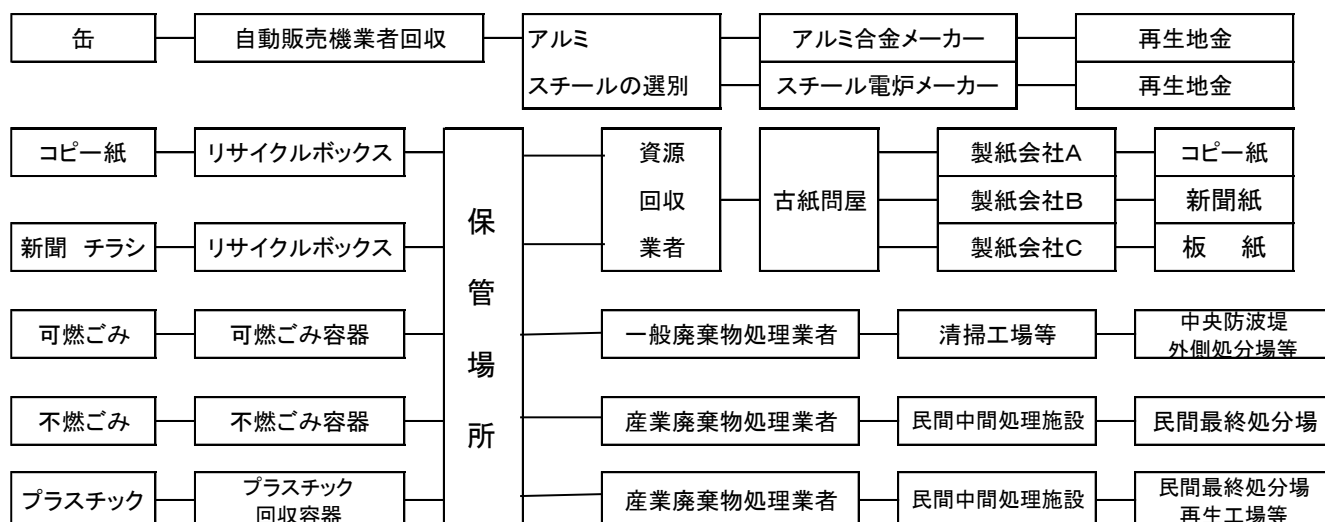 缶 自動販売機業者回収 アルミ アルミ合金メーカー 再生地金
スチールの選別 スチール電炉メーカー 再生地金
コピー紙 リサイクルボックス 資源 製紙会社A コピー紙
保管場所
回収 古紙問屋 製紙会社B 新聞紙
新聞 チラシ リサイクルボックス 業者 製紙会社C 板 紙
可燃ごみ 可燃ごみ容器 一般廃棄物処理業者 清掃工場等 中央防波堤
外側処分場等
不燃ごみ 不燃ごみ容器 産業廃棄物処理業者 民間中間処理施設 民間最終処分場
プラスチック プラスチック 産業廃棄物処理業者 民間中間処理施設 民間最終処分場
回収容器 再生工場等